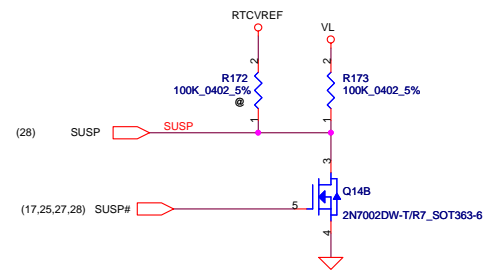 RTCVREF
VL
2
2
R172
100K_0402_5%
@
R173
100K_0402_5%
1
1
(28) SUSP
SUSP
3
Q14B
(17,25,27,28) SUSP#
5
2N7002DW-T/R7_SOT363-6
4